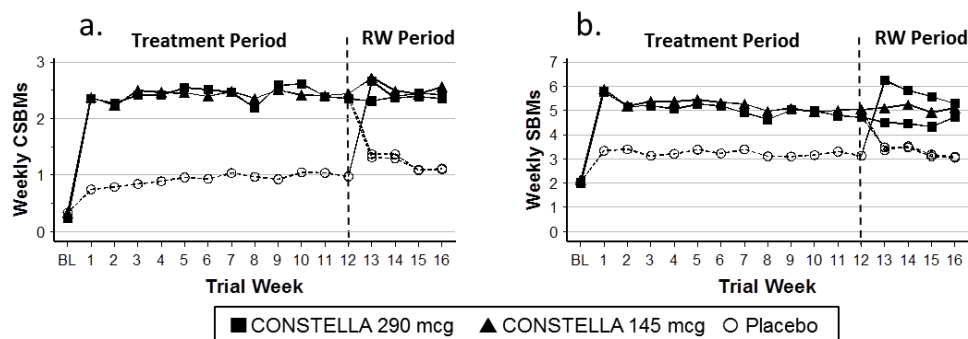 a.
Treatment Period
RW Period
Weekly CSBMs
3
2
1
0
BL 1 2 3 4 5 6 7 8 9 10 11 12 13 14 15 16
Trial Week
b.
Treatment Period
RW Period
Weekly SBMs
7
6
5
4
3
2
1
0
BL 1 2 3 4 5 6 7 8 9 10 11 12 13 14 15 16
Trial Week
CONSTELLA 290 mcg CONSTELLA 145 mcg Placebo